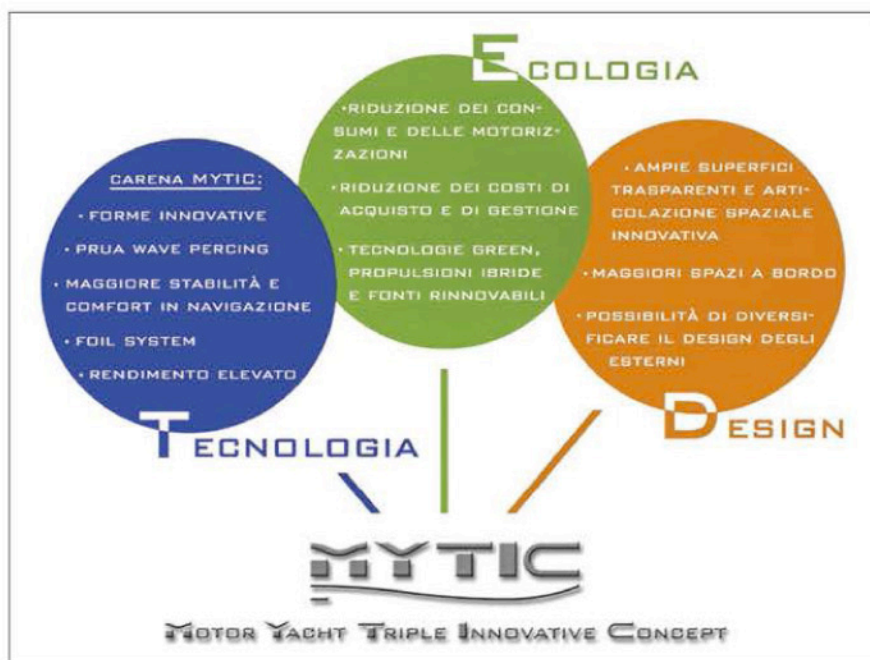 ECOLOGIA
•RIDUZIONE DEI CON-
SUMI E DELLE MOTORIZ-
ZAZIONI
•RIDUZIONE DEI COSTI DI
ACQUISTO E DI GESTIONE
•TECNOLOGIE GREEN,
PROPULSIONI IBRIDE
E FONTI RINNOVABILI
CARENA MYTIC:
•FORME INNOVATIVE
•PRUA WAVE PERCING
•MAGGIORE STABILITÀ E
COMFORT IN NAVIGAZIONE
•FOIL SYSTEM
•RENDIMENTO ELEVATO
TECNOLOGIA
•AMPIE SUPERFICI
TRASPARENTI E ARTI-
COLAZIONE SPAZIALE
INNOVATIVA
•MAGGIORI SPAZI A BORDO
•POSSIBILITÀ DI DIVERSI-
FICARE IL DESIGN DEGLI
ESTERNI
DESIGN
MYTIC
MOTOR YACHT TRIPLE INNOVATIVE CONCEPT